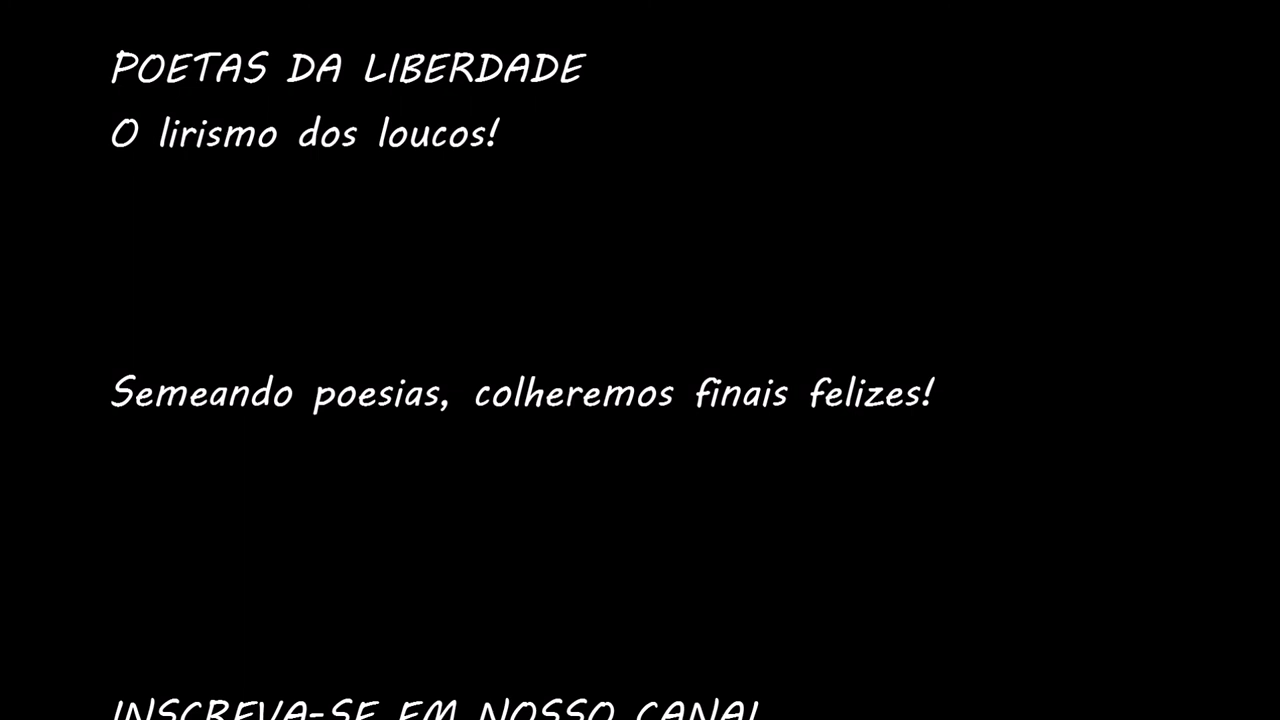 POETAS DA LIBERDADE
O lirismo dos loucos!
Semeando poesias, colheremos finais felizes!
INSCREVA-SE EM NOSSO CANAL